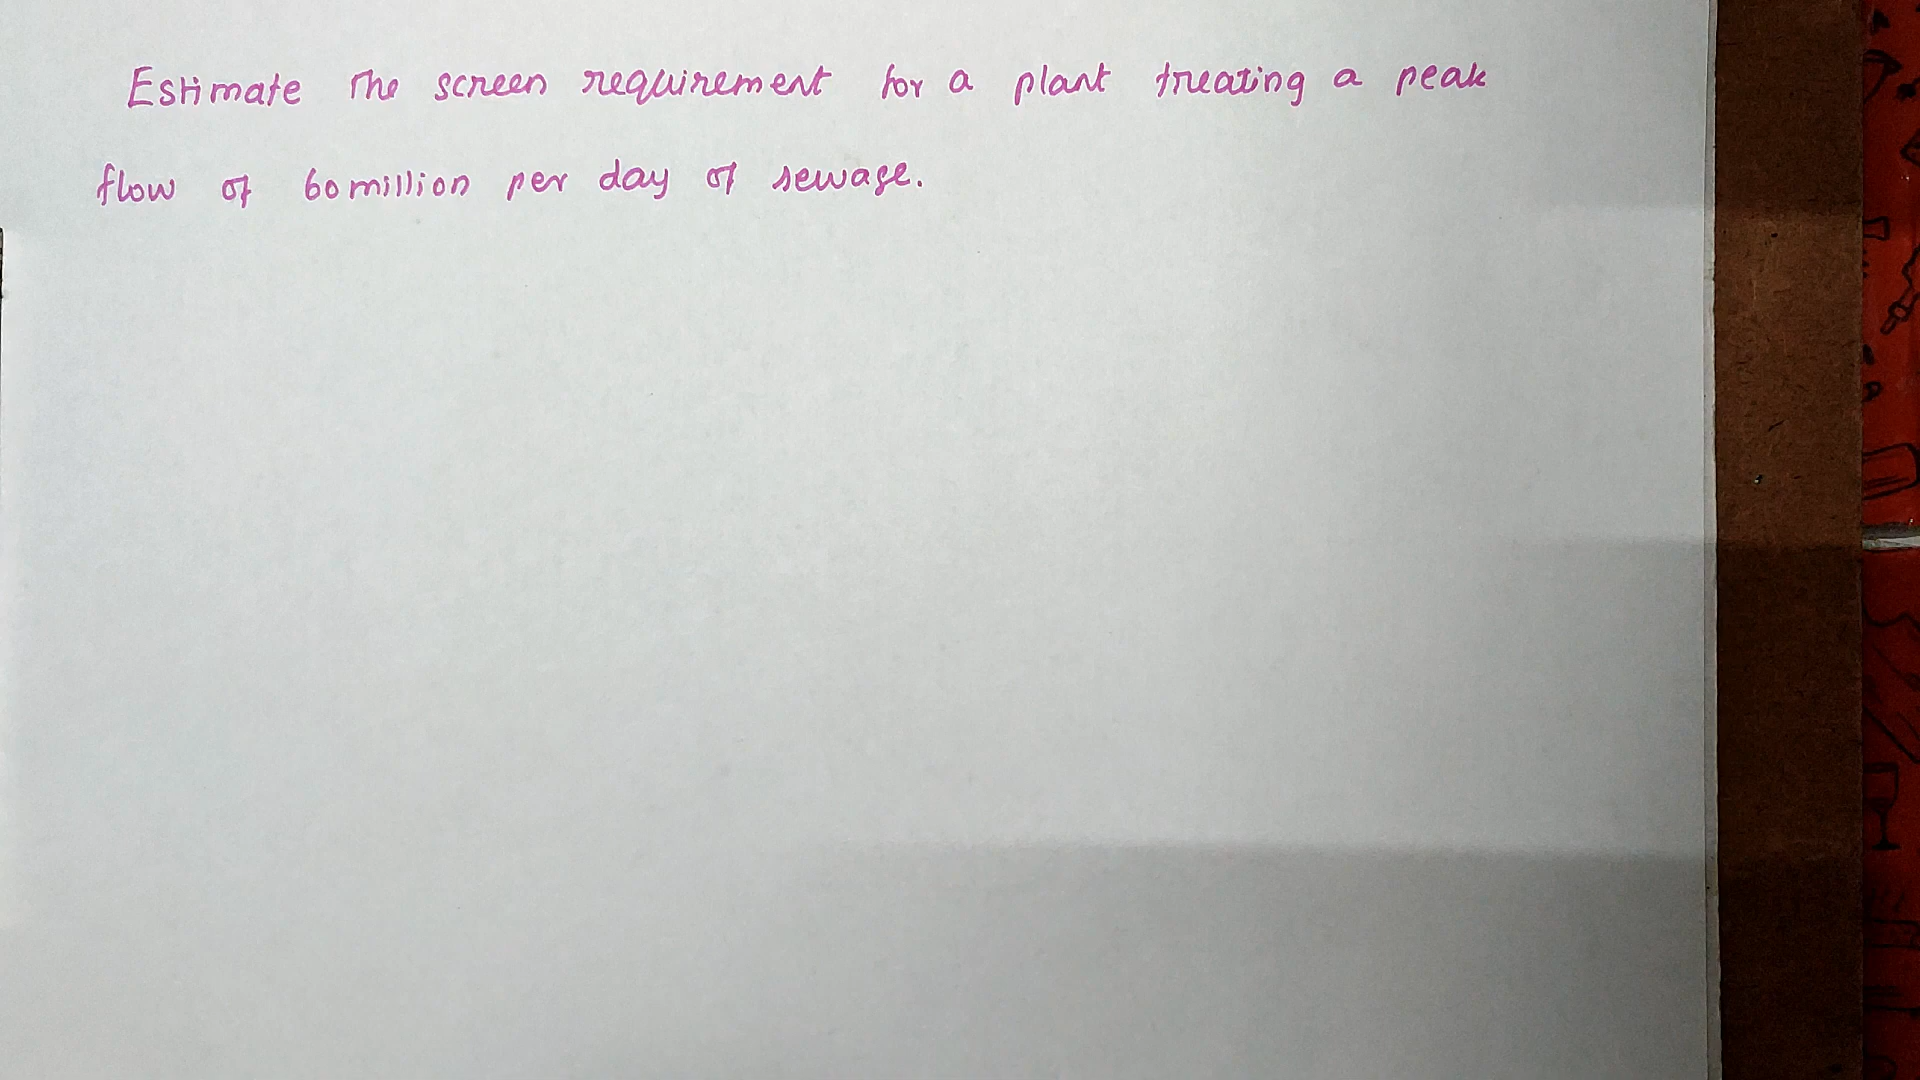 Estimate the screen requirement for a plant treating a peak
flow of 60 million per day of sewage.